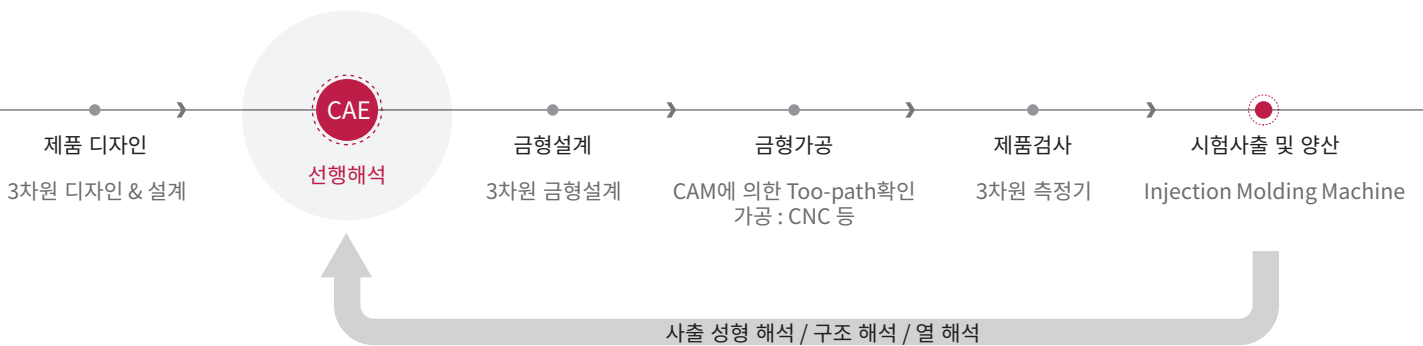 CAE
제품 디자인
선행해석
금형설계
금형가공
제품검사
시험사출 및 양산
3차원 디자인 & 설계
3차원 금형설계
CAM에 의한 Too-path확인
가공 : CNC 등
3차원 측정기
Injection Molding Machine
사출 성형 해석 / 구조 해석 / 열 해석